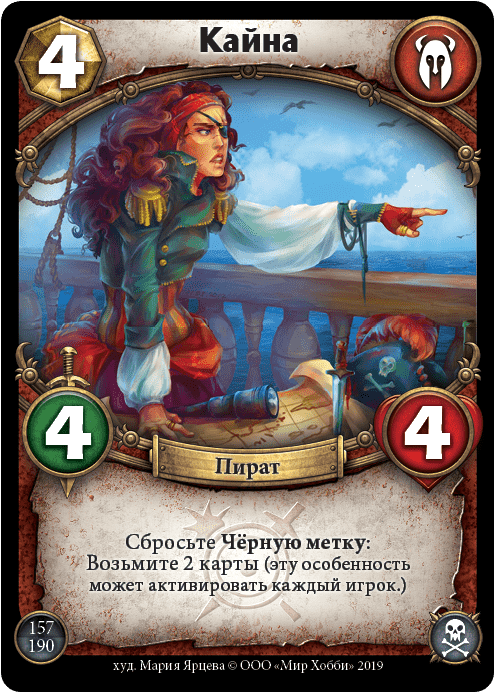 4
Кайна
4
4
Пират
Сбросьте Чёрную метку:
Возьмите 2 карты (эту особенность
может активировать каждый игрок.)
157
190
худ. Мария Ярцева © ООО «Мир Хобби» 2019